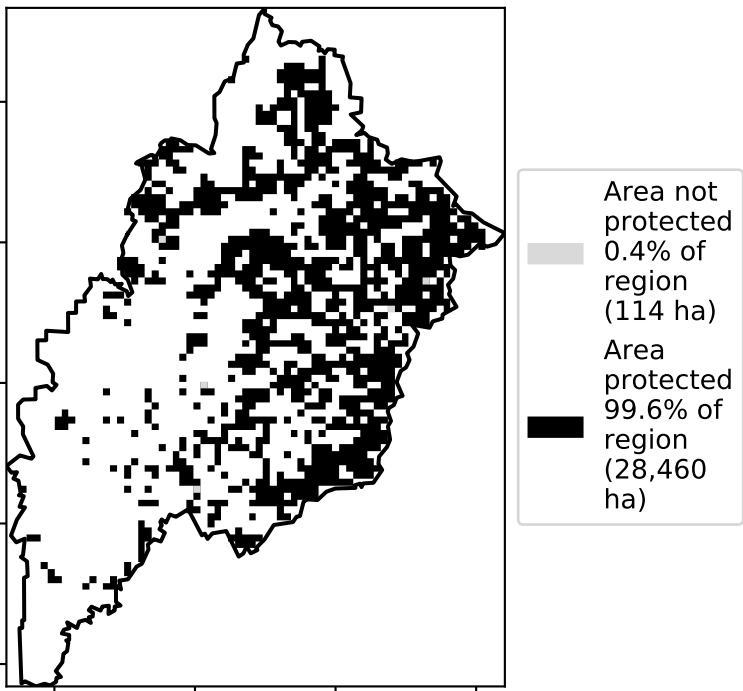 Area not
protected
0.4% of
region
(114 ha)
Area
protected
99.6% of
region
(28,460
ha)